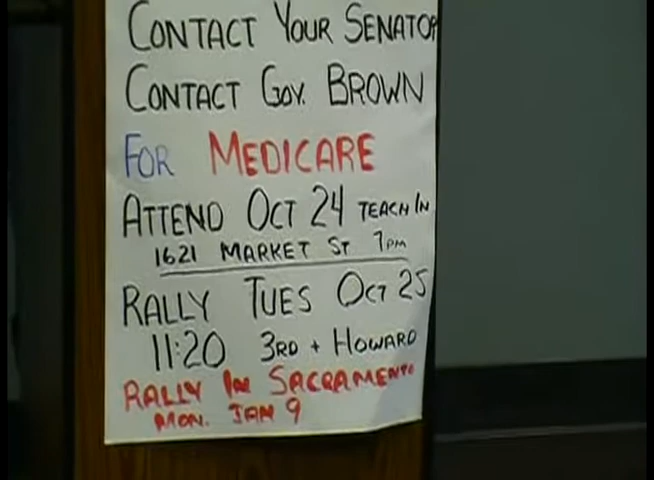 CONTACT YOUR SENATOR
CONTACT GOV. BROWN
FOR MEDICARE
ATTEND OCT 24 TEACH IN
1621 MARKET ST 7PM
RALLY TUES OCT 25
11:20 3RD + HOWARD
RALLY IN SACRAMENTO
MON. JAN 9